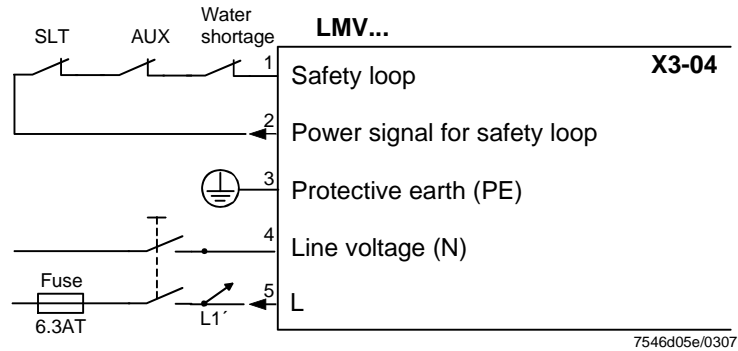 Water
shortage
SLT
AUX
LMV...
X3-04
1
Safety loop
2
Power signal for safety loop
3
Protective earth (PE)
4
Line voltage (N)
Fuse
6.3AT
L1´
5
L
7546d05e/0307